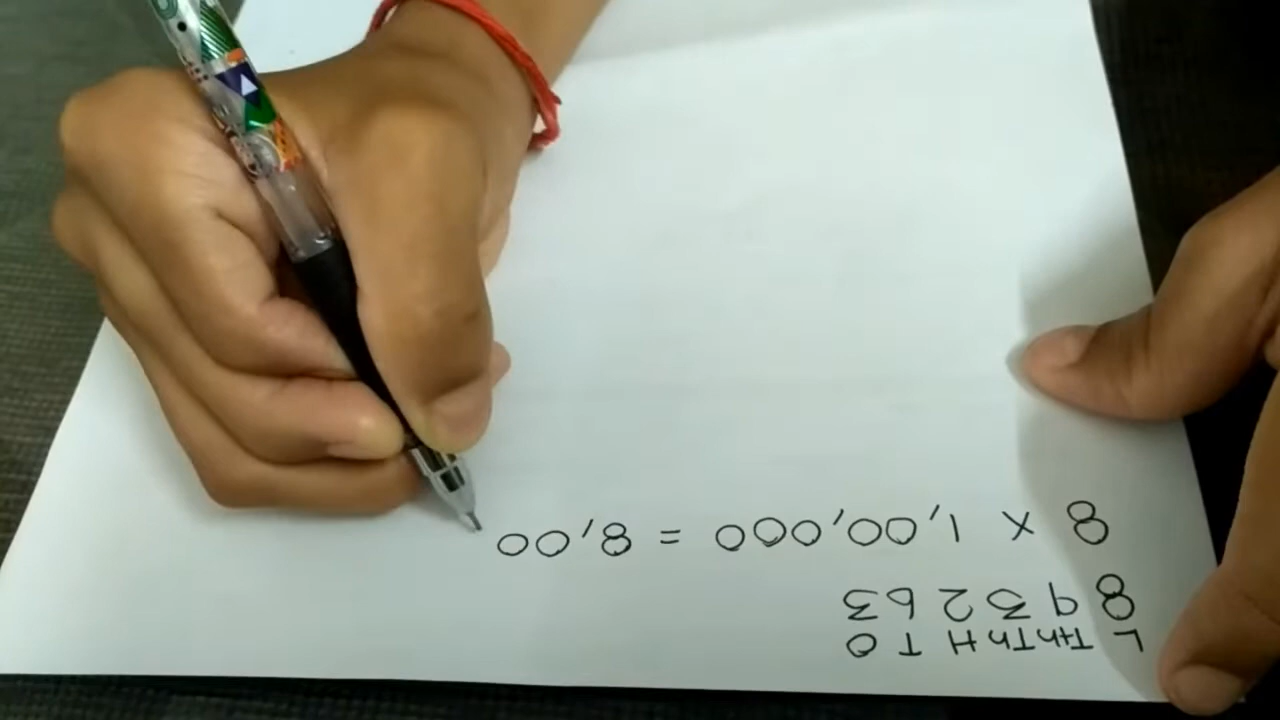 L TTh Th H T O
8 9 3 2 6 3
8 x 1,00,000 = 8,00